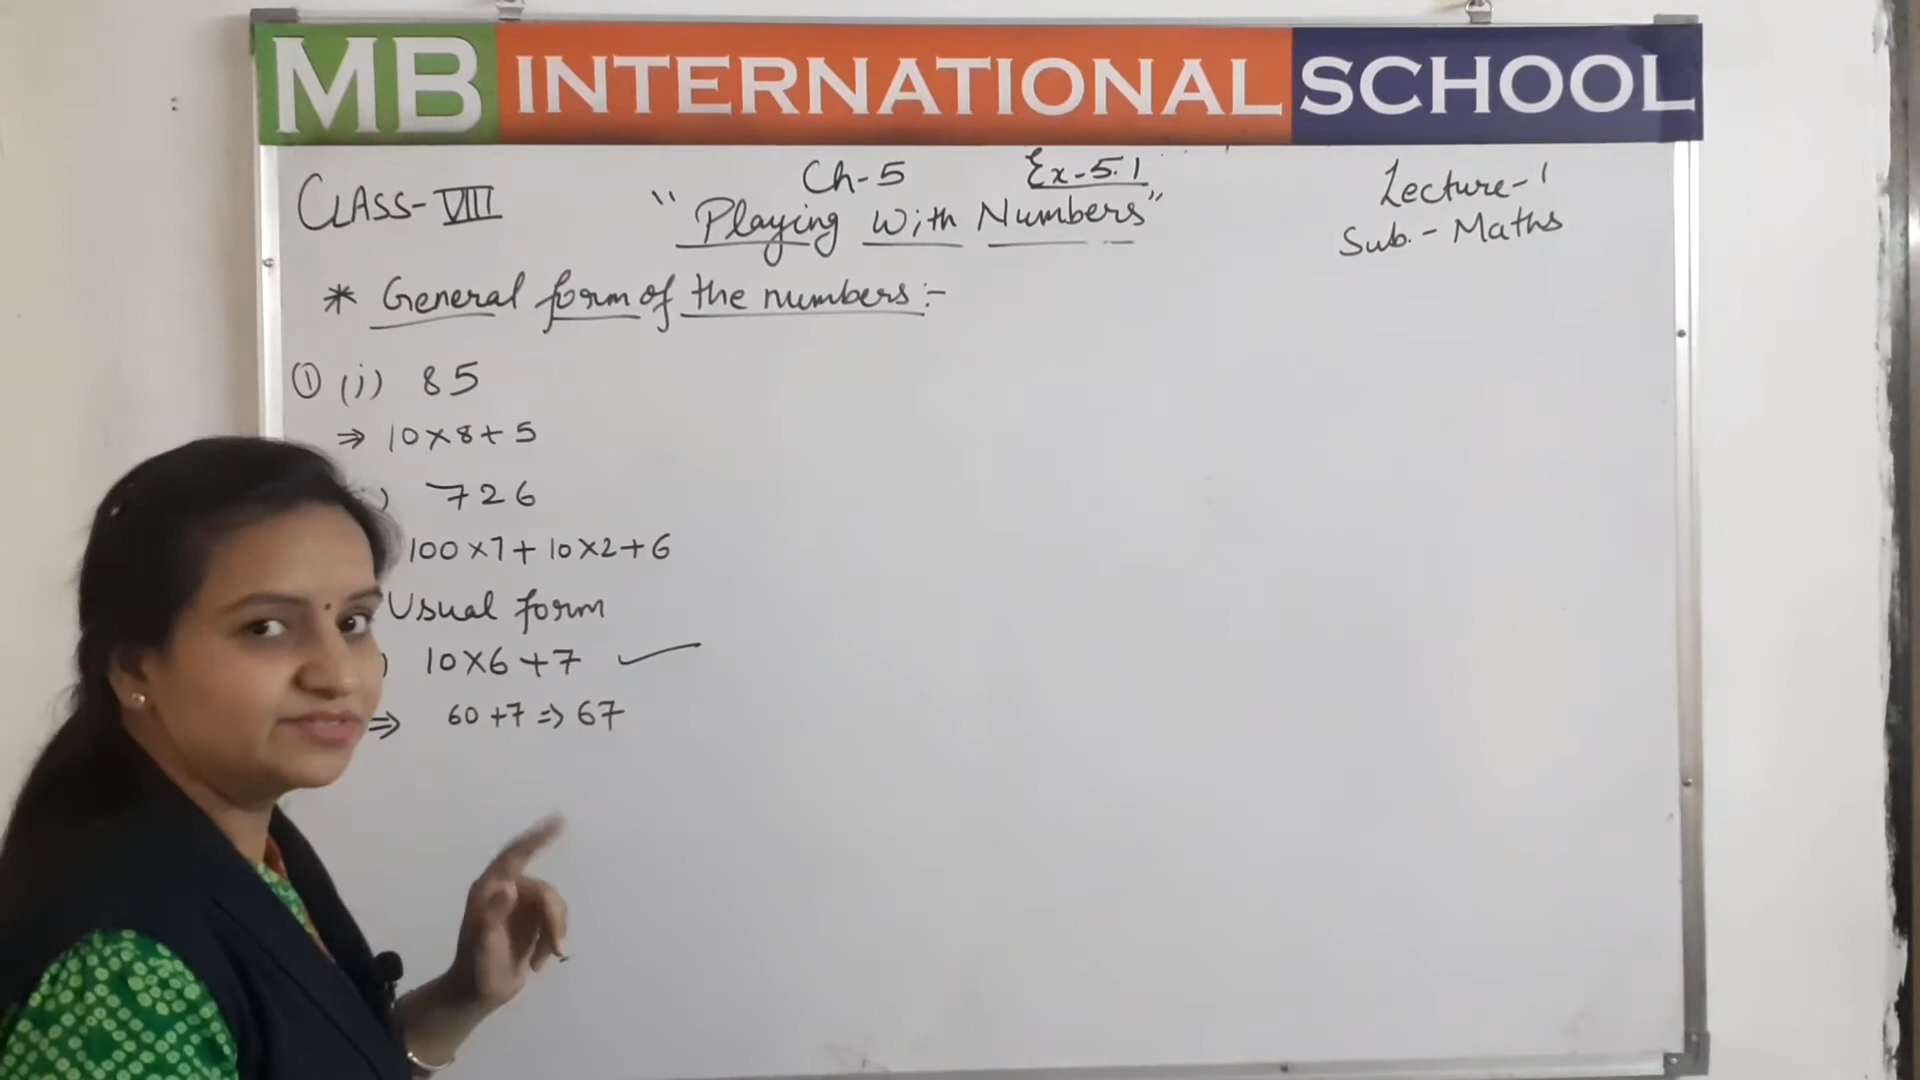 MB INTERNATIONAL SCHOOL
CLASS-VIII
Ch-5 Ex-5.1
"Playing With Numbers"
Lecture-1
Sub.- Maths
* General form of the numbers:-
① (i) 85
⇒ 10×8+5
) 726
100×7+10×2+6
Usual form
) 10×6+7
⇒ 60+7 ⇒ 67